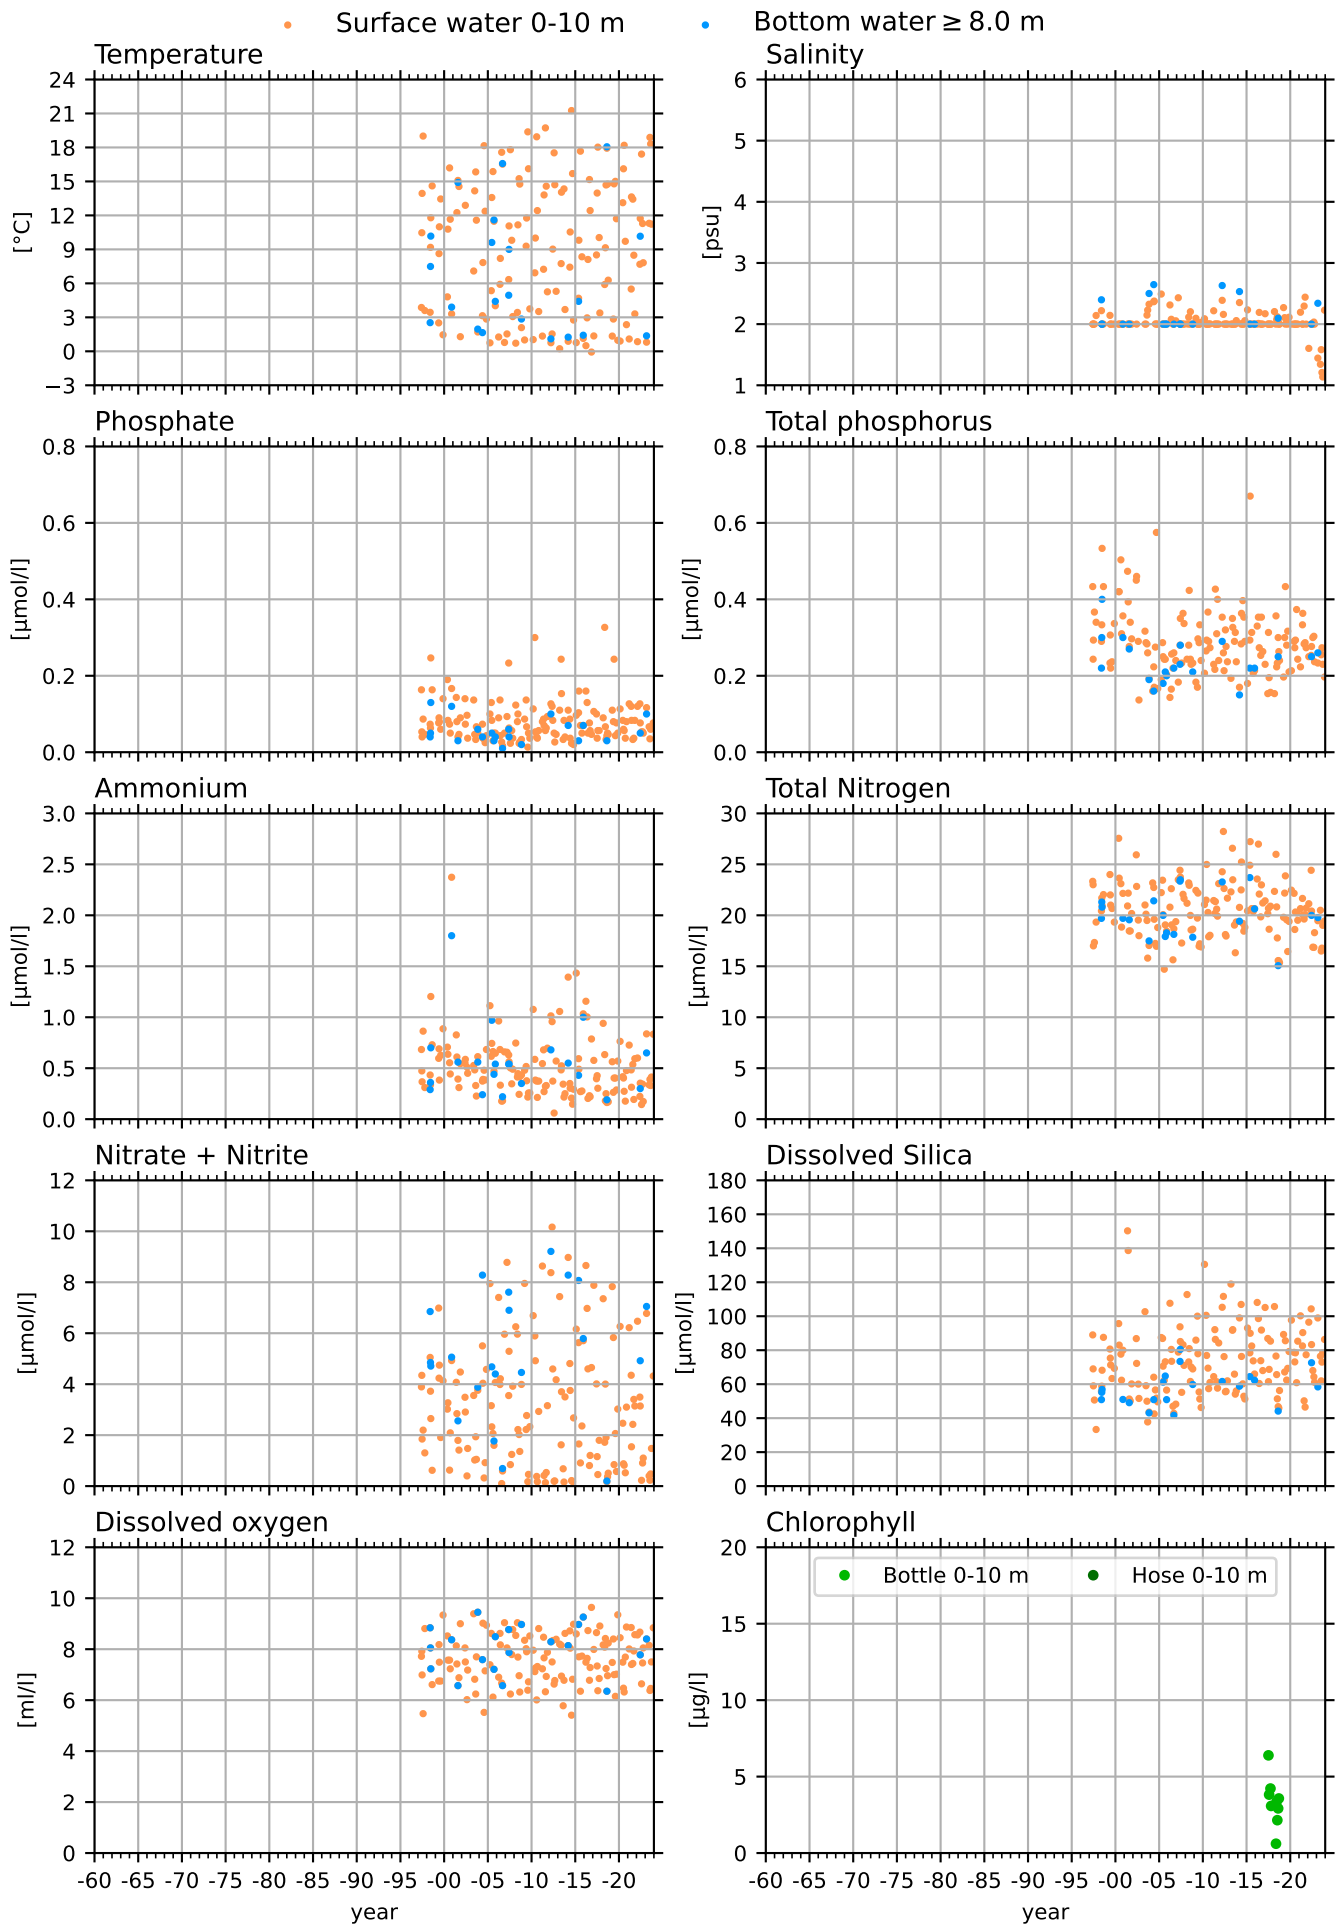 Surface water 0-10 m Bottom water ≥ 8.0 m
Temperature Salinity
24 6
21
18 5
15
12 4
9
6 3
3
0 2
−3 1
[°C] [psu]
Phosphate Total phosphorus
0.8 0.8
0.6 0.6
0.4 0.4
0.2 0.2
0.0 0.0
[µmol/l] [µmol/l]
Ammonium Total Nitrogen
3.0 30
2.5 25
2.0 20
1.5 15
1.0 10
0.5 5
0.0 0
[µmol/l] [µmol/l]
Nitrate + Nitrite Dissolved Silica
12 180
160
10 140
8 120
100
6 80
4 60
40
2 20
0 0
[µmol/l] [µmol/l]
Dissolved oxygen Chlorophyll
12 20
Bottle 0-10 m Hose 0-10 m
10 15
8
6 10
4
2 5
0 0
[ml/l] [µg/l]
-60 -65 -70 -75 -80 -85 -90 -95 -00 -05 -10 -15 -20 -60 -65 -70 -75 -80 -85 -90 -95 -00 -05 -10 -15 -20
year year